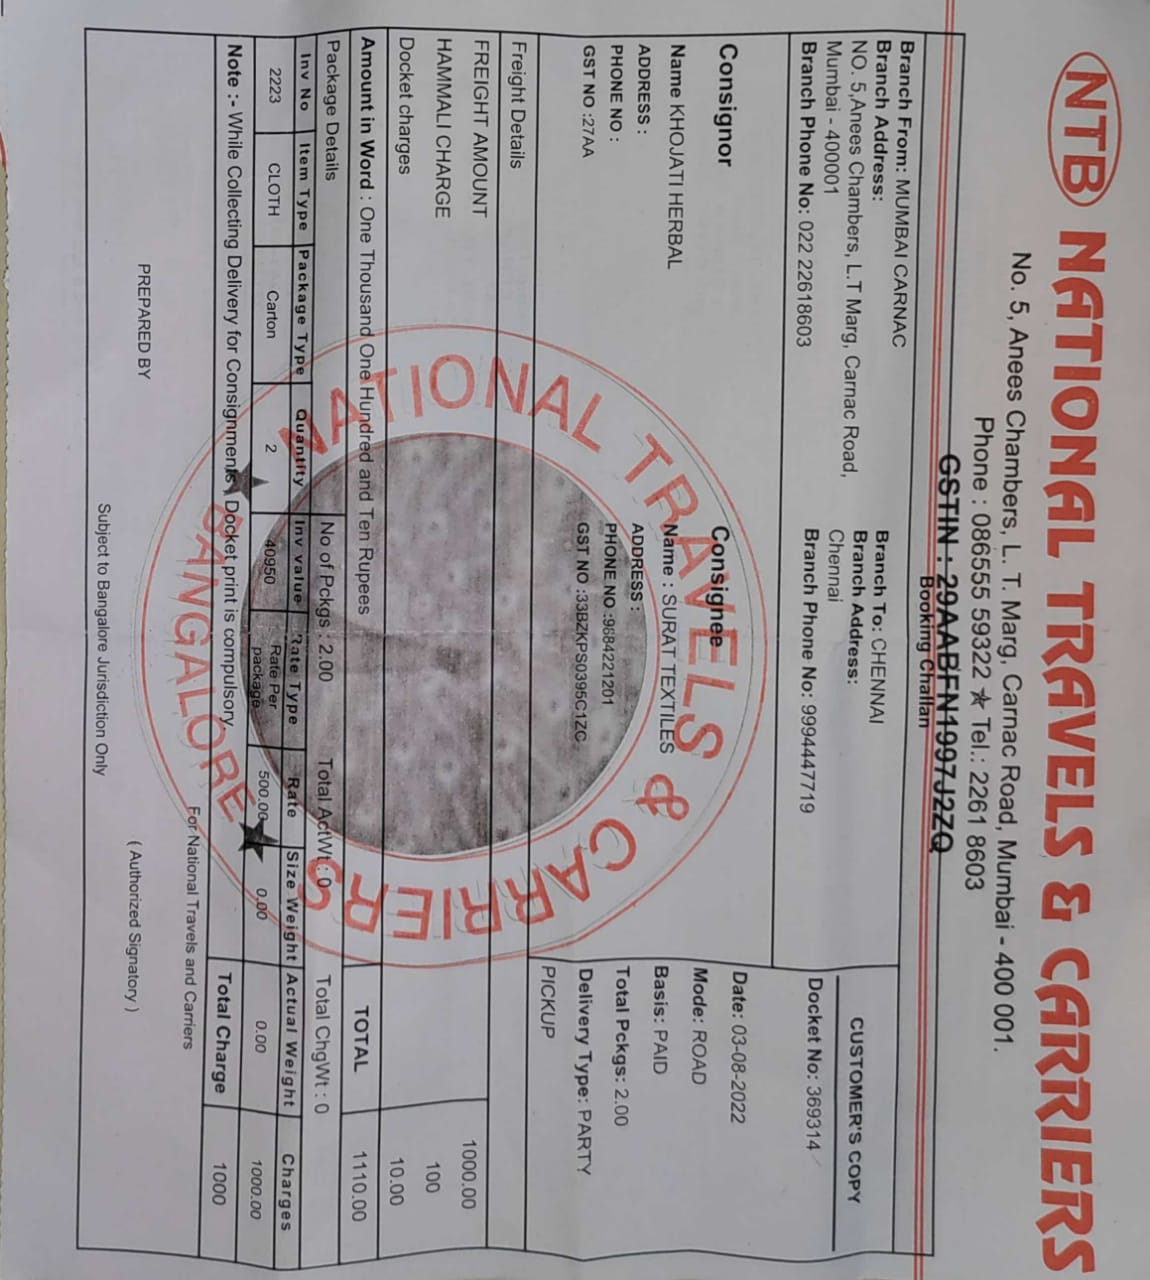 NTB NATIONAL TRAVELS & CARRIERS
No. 5, Anees Chambers, L. T. Marg, Carnac Road, Mumbai - 400 001.
Phone : 086555 59322 ★ Tel.: 2261 8603
GSTIN : 29AABFN1997J2ZQ
Booking Challan
Branch From: MUMBAI CARNAC
Branch Address:
NO. 5,Anees Chambers, L.T Marg, Carnac Road,
Mumbai - 400001
Branch Phone No: 022 22618603
Branch To: CHENNAI
Branch Address:
Chennai
Branch Phone No: 9994447719
CUSTOMER'S COPY
Docket No: 369314
Consignor
Name KHOJATI HERBAL
ADDRESS :
PHONE NO :
GST NO :27AA
Consignee
Name : SURAT TEXTILES
ADDRESS :
PHONE NO :9684221201
GST NO :33BZKPS0395C1ZC
Date: 03-08-2022
Mode: ROAD
Basis: PAID
Total Pckgs: 2.00
Delivery Type: PARTY
PICKUP
Freight Details
FREIGHT AMOUNT 1000.00
HAMMALI CHARGE 100
Docket charges 10.00
Amount in Word : One Thousand One Hundred and Ten Rupees TOTAL 1110.00
Package Details No of Pckgs : 2.00 Total ActWt : 0 Total ChgWt : 0
Inv No Item Type Package Type Quantity Inv value Rate Type Rate Size Weight Actual Weight Charges
2223 CLOTH Carton 2 40950 Rate Per package 500.00 0.00 0.00 1000.00
Note :- While Collecting Delivery for Consignments, Docket print is compulsory. Total Charge 1000
For National Travels and Carriers
PREPARED BY
( Authorized Signatory )
Subject to Bangalore Jurisdiction Only
NATIONAL TRAVELS & CARRIERS
BANGALORE